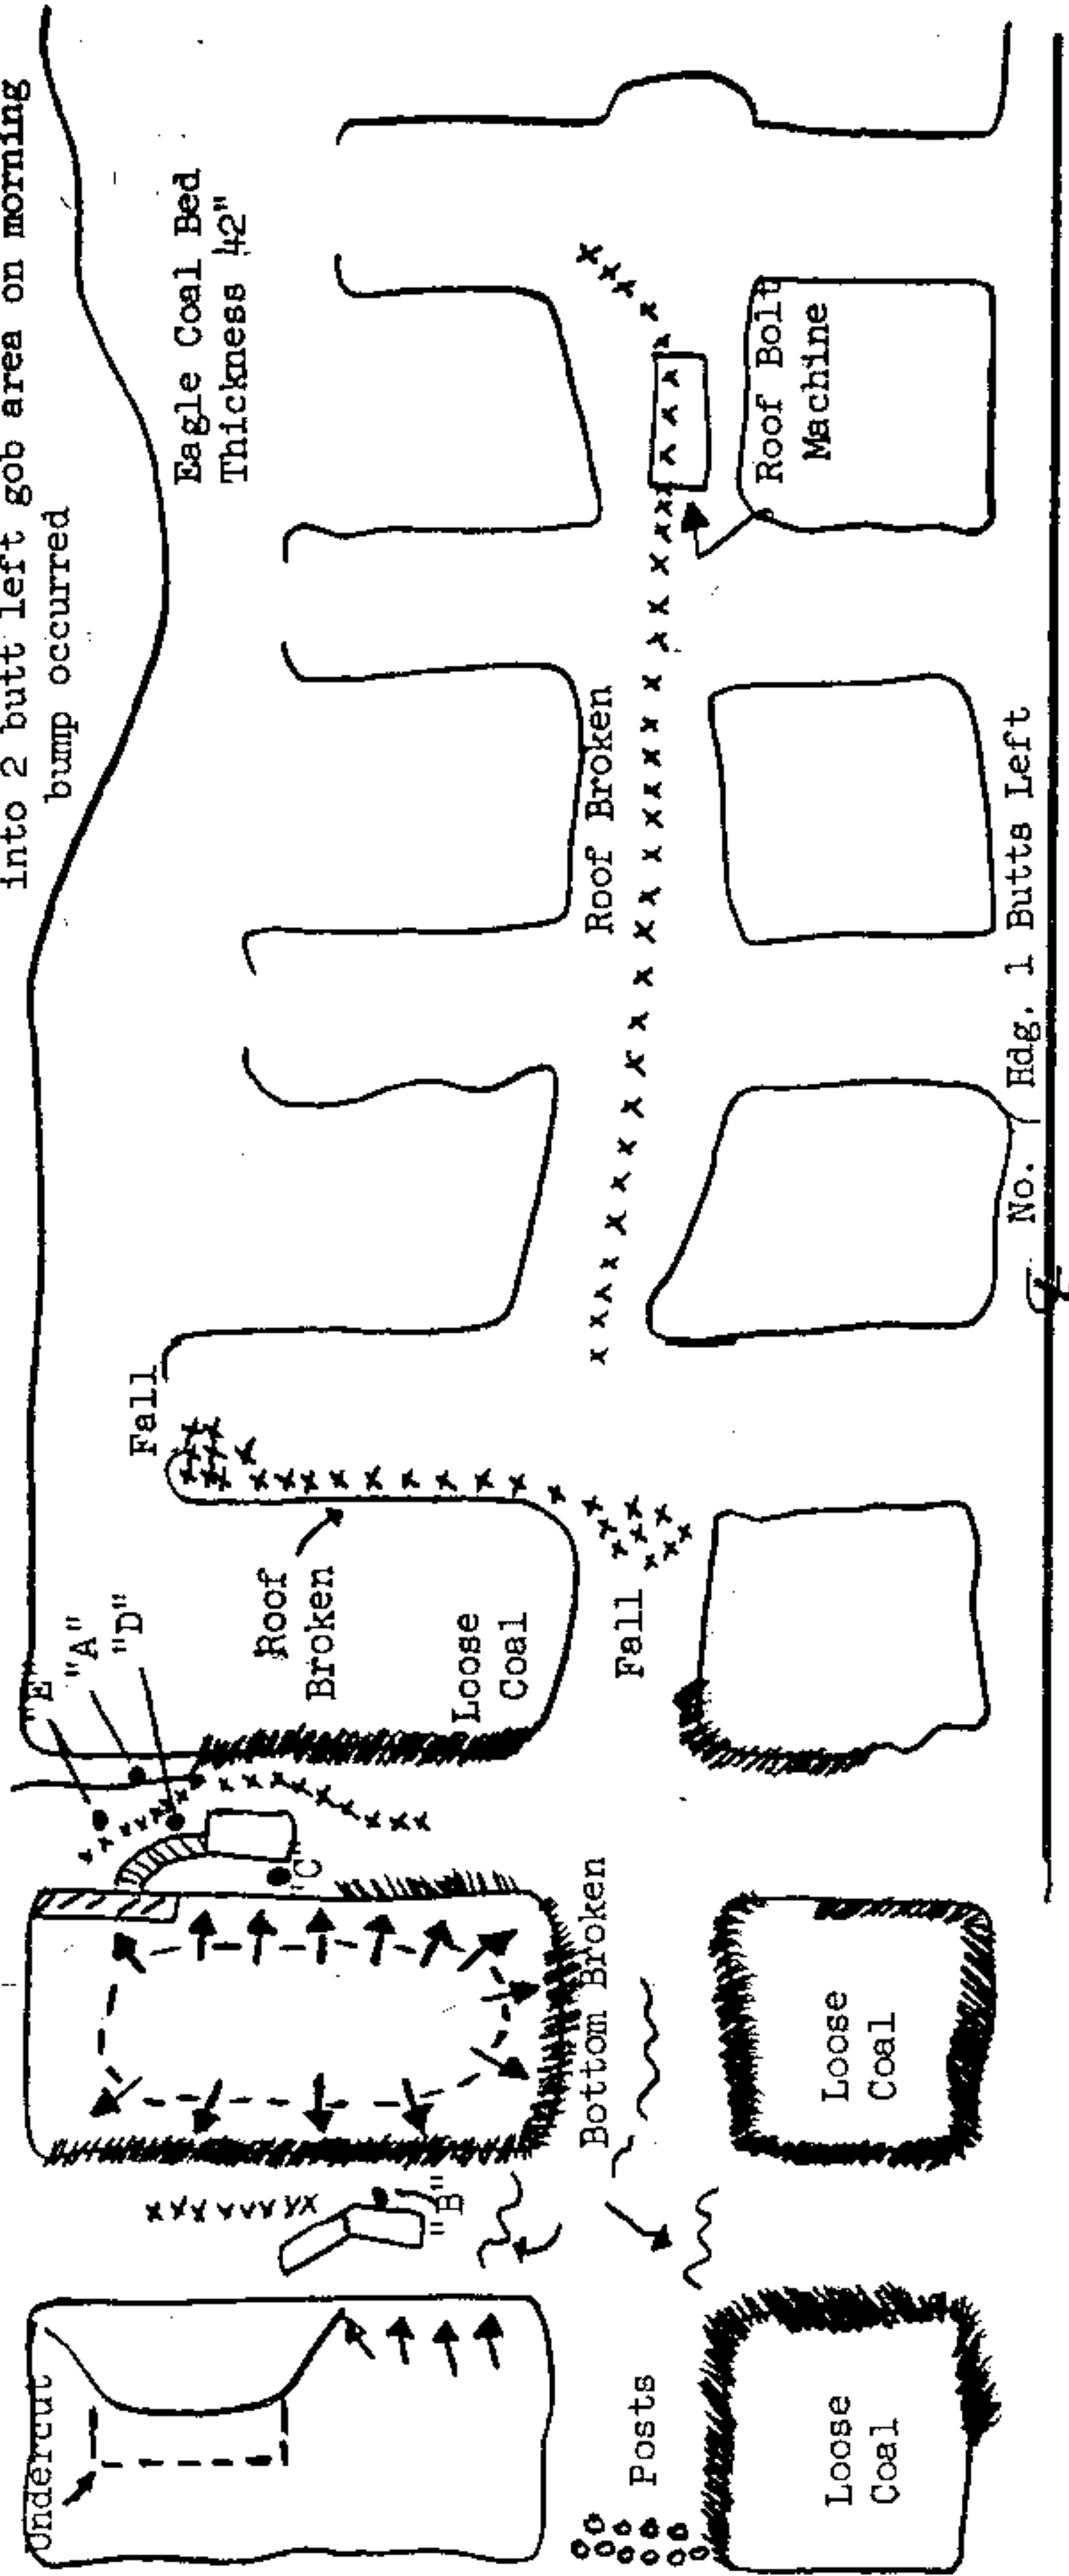 into 2 butt left gob area on morning
bump occurred
Eagle Coal Bed
Thickness 42"
Undercut
"E"
"A"
"D"
"C"
"B"
Fall
Roof
Broken
Loose
Coal
Fall
Roof Broken
Roof Bolt
Machine
Bottom Broken
Posts
Loose
Coal
Loose
Coal
No. 7 Hdg. 1 Butts Left